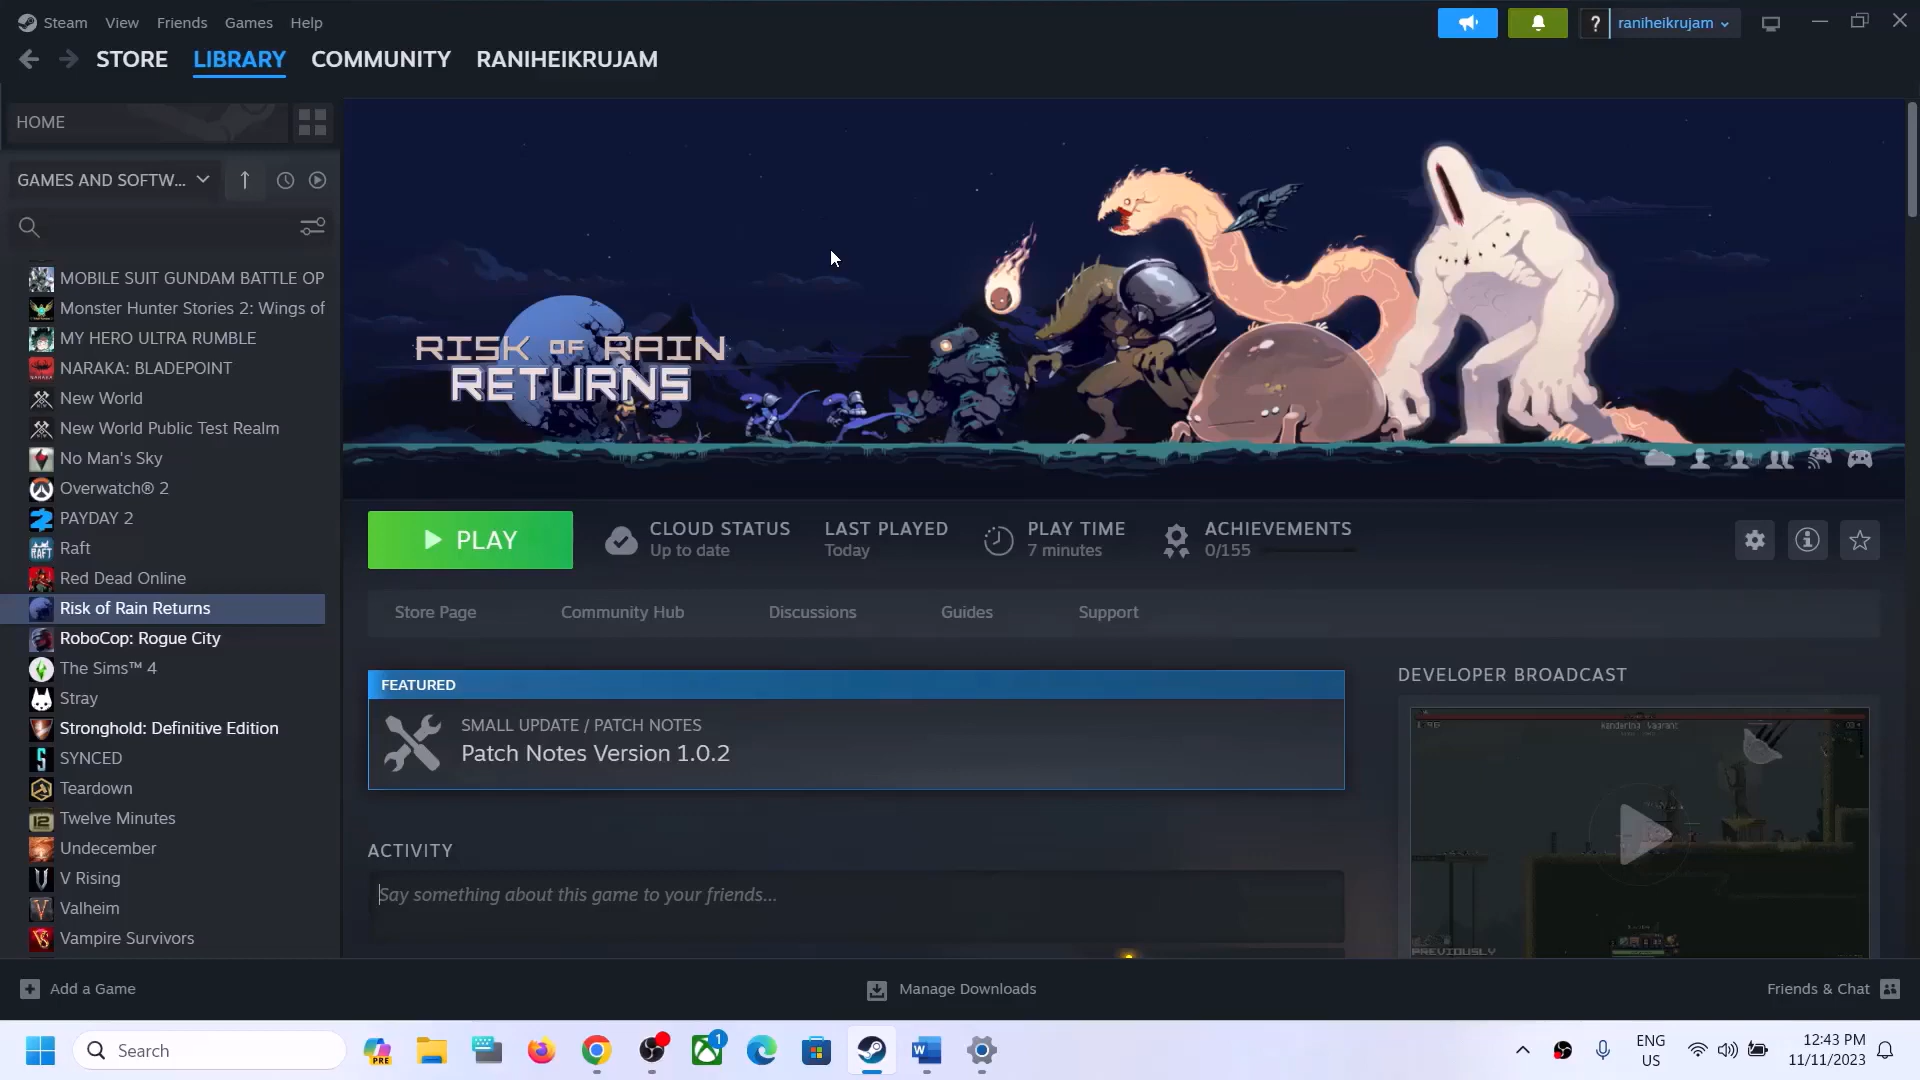 Steam View Friends Games Help
? raniheikrujam
STORE LIBRARY COMMUNITY RANIHEIKRUJAM
HOME
GAMES AND SOFTW...
MOBILE SUIT GUNDAM BATTLE OP
Monster Hunter Stories 2: Wings of
MY HERO ULTRA RUMBLE
NARAKA: BLADEPOINT
New World
New World Public Test Realm
No Man's Sky
Overwatch® 2
PAYDAY 2
Raft
Red Dead Online
Risk of Rain Returns
RoboCop: Rogue City
The Sims™ 4
Stray
Stronghold: Definitive Edition
SYNCED
Teardown
Twelve Minutes
Undecember
V Rising
Valheim
Vampire Survivors
RISK OF RAIN
RETURNS
PLAY
CLOUD STATUS
Up to date
LAST PLAYED
Today
PLAY TIME
7 minutes
ACHIEVEMENTS
0/155
Store Page Community Hub Discussions Guides Support
FEATURED
SMALL UPDATE / PATCH NOTES
Patch Notes Version 1.0.2
ACTIVITY
Say something about this game to your friends...
DEVELOPER BROADCAST
Wandering Vagrant
PREVIOUSLY
Add a Game
Manage Downloads
Friends & Chat
Search
PRE
1
ENG
US
12:43 PM
11/11/2023